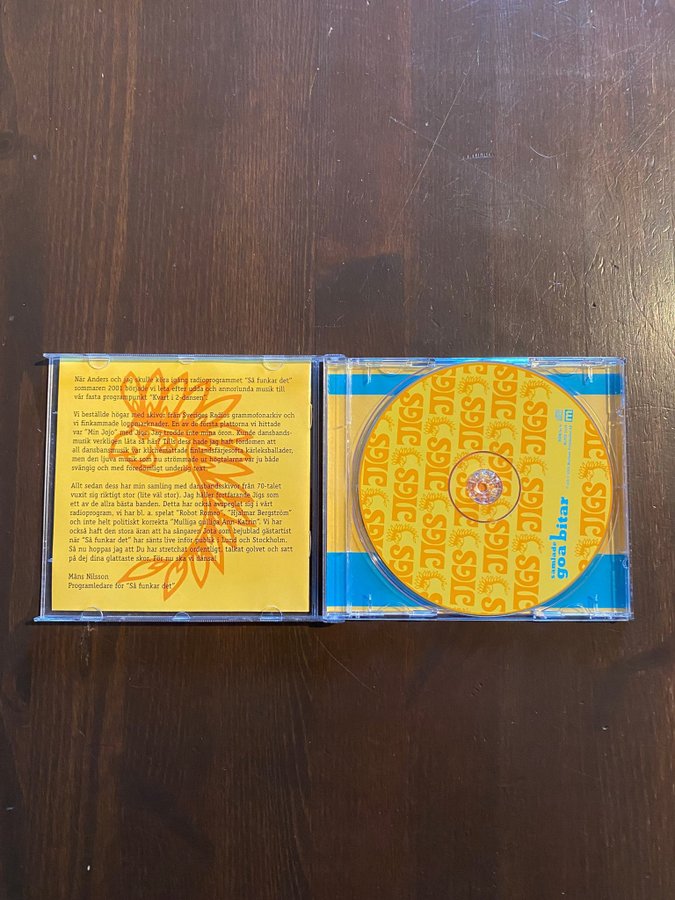 När Anders och jag skulle köra igång radioprogrammet "Så funkar det"
sommaren 2001 började vi leta efter udda och annorlunda musik till
vår fasta programpunkt "Kvart i 2-dansen".
Vi beställde högar med skivor från Sveriges Radios grammofonarkiv och
vi finkammade loppmarknader. En av de första plattorna vi hittade
var "Min Jojo" med Jigs. Jag trodde inte mina öron. Kunde dansbands-
musik verkligen låta så här? Tills dess hade jag haft fördomen att
all dansbandsmusik var finlandsfärjesorta kärleksballader,
men den ljuva musik som nu strömmade ur högtalarna var ju både
svängig och med föredömligt underlig text.
Allt sedan dess har min samling med dansbandsskivor från 70-talet
vuxit sig riktigt stor (lite väl stor). Jag håller fortfarande Jigs som
ett av de allra bästa banden. Detta har också avspeglat sig i vårt
radioprogram, vi har bl. a. spelat "Robot Romeo", "Hjalmar Bergström"
och inte helt politiskt korrekta "Mulliga gulliga Ann-Katrin". Vi har
också haft den stora äran att ha sångaren Jola som bejublad gästartist
när "Så funkar det" har sänts live inför publik i Lund och Stockholm.
Så nu hoppas jag att Du har stretchat ordentligt, talkat golvet och satt
på dej dina glattaste skor. För nu ska vi dansa!
Måns Nilsson
Programledare för "Så funkar det"
JIGS JIGS JIGS JIGS
samlade
goa bitar
m